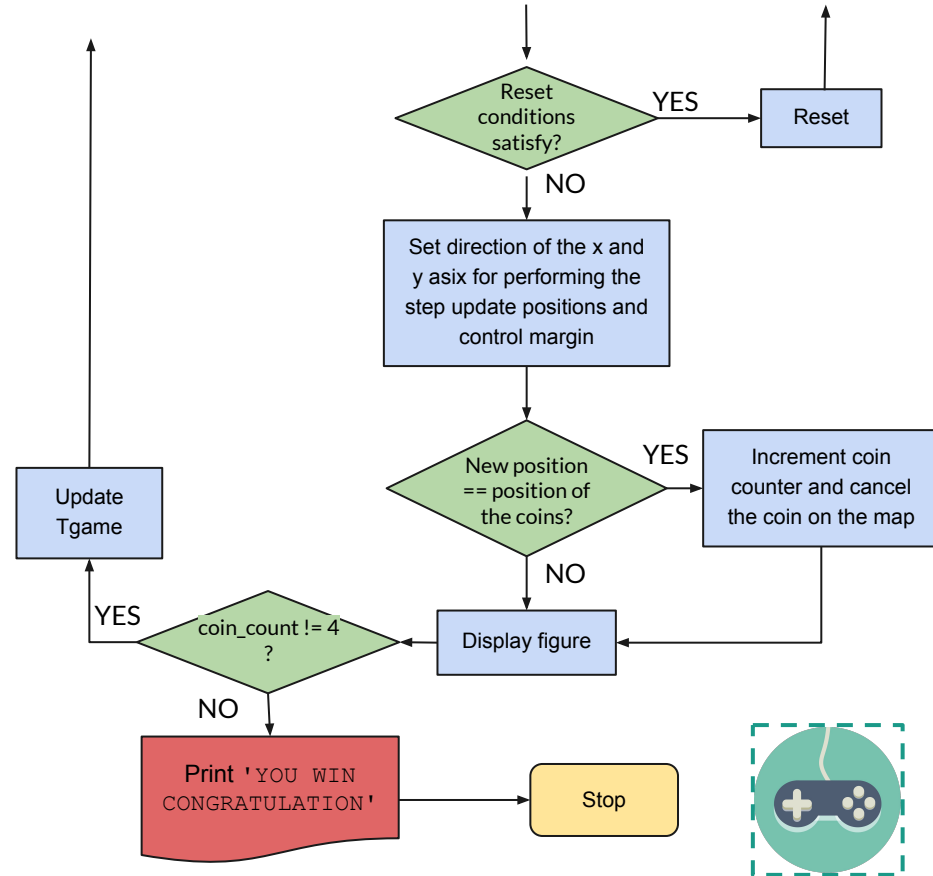 Reset
conditions
satisfy?
YES
Reset
NO
Set direction of the x and
y asix for performing the
step update positions and
control margin
New position
== position of
the coins?
YES
Increment coin
counter and cancel
the coin on the map
NO
Display figure
coin_count != 4
?
YES
Update
Tgame
NO
Print 'YOU WIN
CONGRATULATION'
Stop